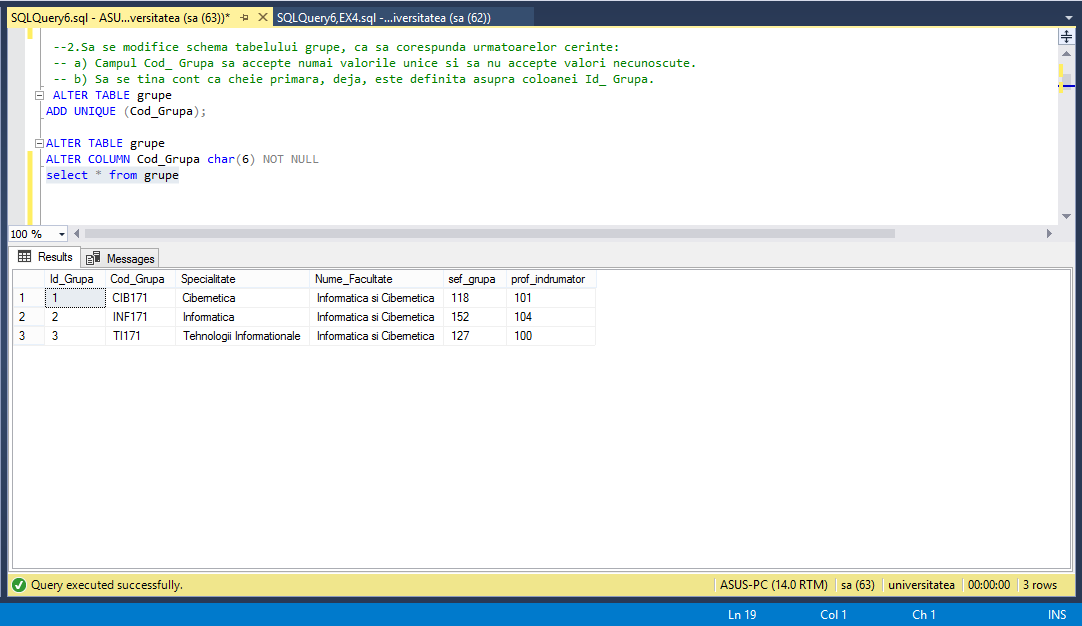 SQLQuery6.sql - ASU...versitatea (sa (63))* SQLQuery6,EX4.sql -...iversitatea (sa (62))
--2.Sa se modifice schema tabelului grupe, ca sa corespunda urmatoarelor cerinte:
-- a) Campul Cod_ Grupa sa accepte numai valorile unice si sa nu accepte valori necunoscute.
-- b) Sa se tina cont ca cheie primara, deja, este definita asupra coloanei Id_ Grupa.
ALTER TABLE grupe
ADD UNIQUE (Cod_Grupa);
ALTER TABLE grupe
ALTER COLUMN Cod_Grupa char(6) NOT NULL
select * from grupe
100 %
Results Messages
Id_Grupa Cod_Grupa Specialitate Nume_Facultate sef_grupa prof_indrumator
1 1 CIB171 Cibernetica Informatica si Cibernetica 118 101
2 2 INF171 Informatica Informatica si Cibernetica 152 104
3 3 TI171 Tehnologii Informationale Informatica si Cibernetica 127 100
Query executed successfully. ASUS-PC (14.0 RTM) sa (63) universitatea 00:00:00 3 rows
Ln 19 Col 1 Ch 1 INS